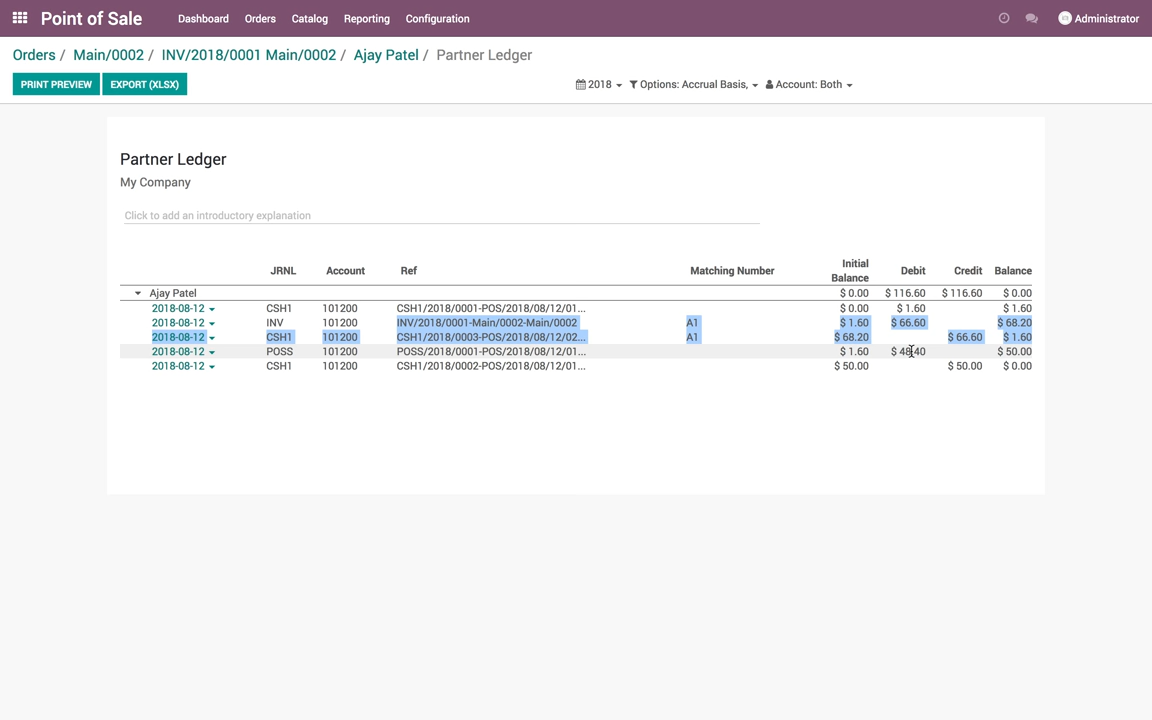 Point of Sale Dashboard Orders Catalog Reporting Configuration Administrator
Orders / Main/0002 / INV/2018/0001 Main/0002 / Ajay Patel / Partner Ledger
PRINT PREVIEW EXPORT (XLSX) 2018 Options: Accrual Basis, Account: Both
Partner Ledger
My Company
Click to add an introductory explanation
JRNL Account Ref Matching Number Initial Balance Debit Credit Balance
Ajay Patel $ 0.00 $ 116.60 $ 116.60 $ 0.00
2018-08-12 CSH1 101200 CSH1/2018/0001-POS/2018/08/12/01... $ 0.00 $ 1.60 $ 1.60
2018-08-12 INV 101200 INV/2018/0001-Main/0002-Main/0002 A1 $ 1.60 $ 66.60 $ 68.20
2018-08-12 CSH1 101200 CSH1/2018/0003-POS/2018/08/12/02... A1 $ 68.20 $ 66.60 $ 1.60
2018-08-12 POSS 101200 POSS/2018/0001-POS/2018/08/12/01... $ 1.60 $ 48.40 $ 50.00
2018-08-12 CSH1 101200 CSH1/2018/0002-POS/2018/08/12/01... $ 50.00 $ 50.00 $ 0.00